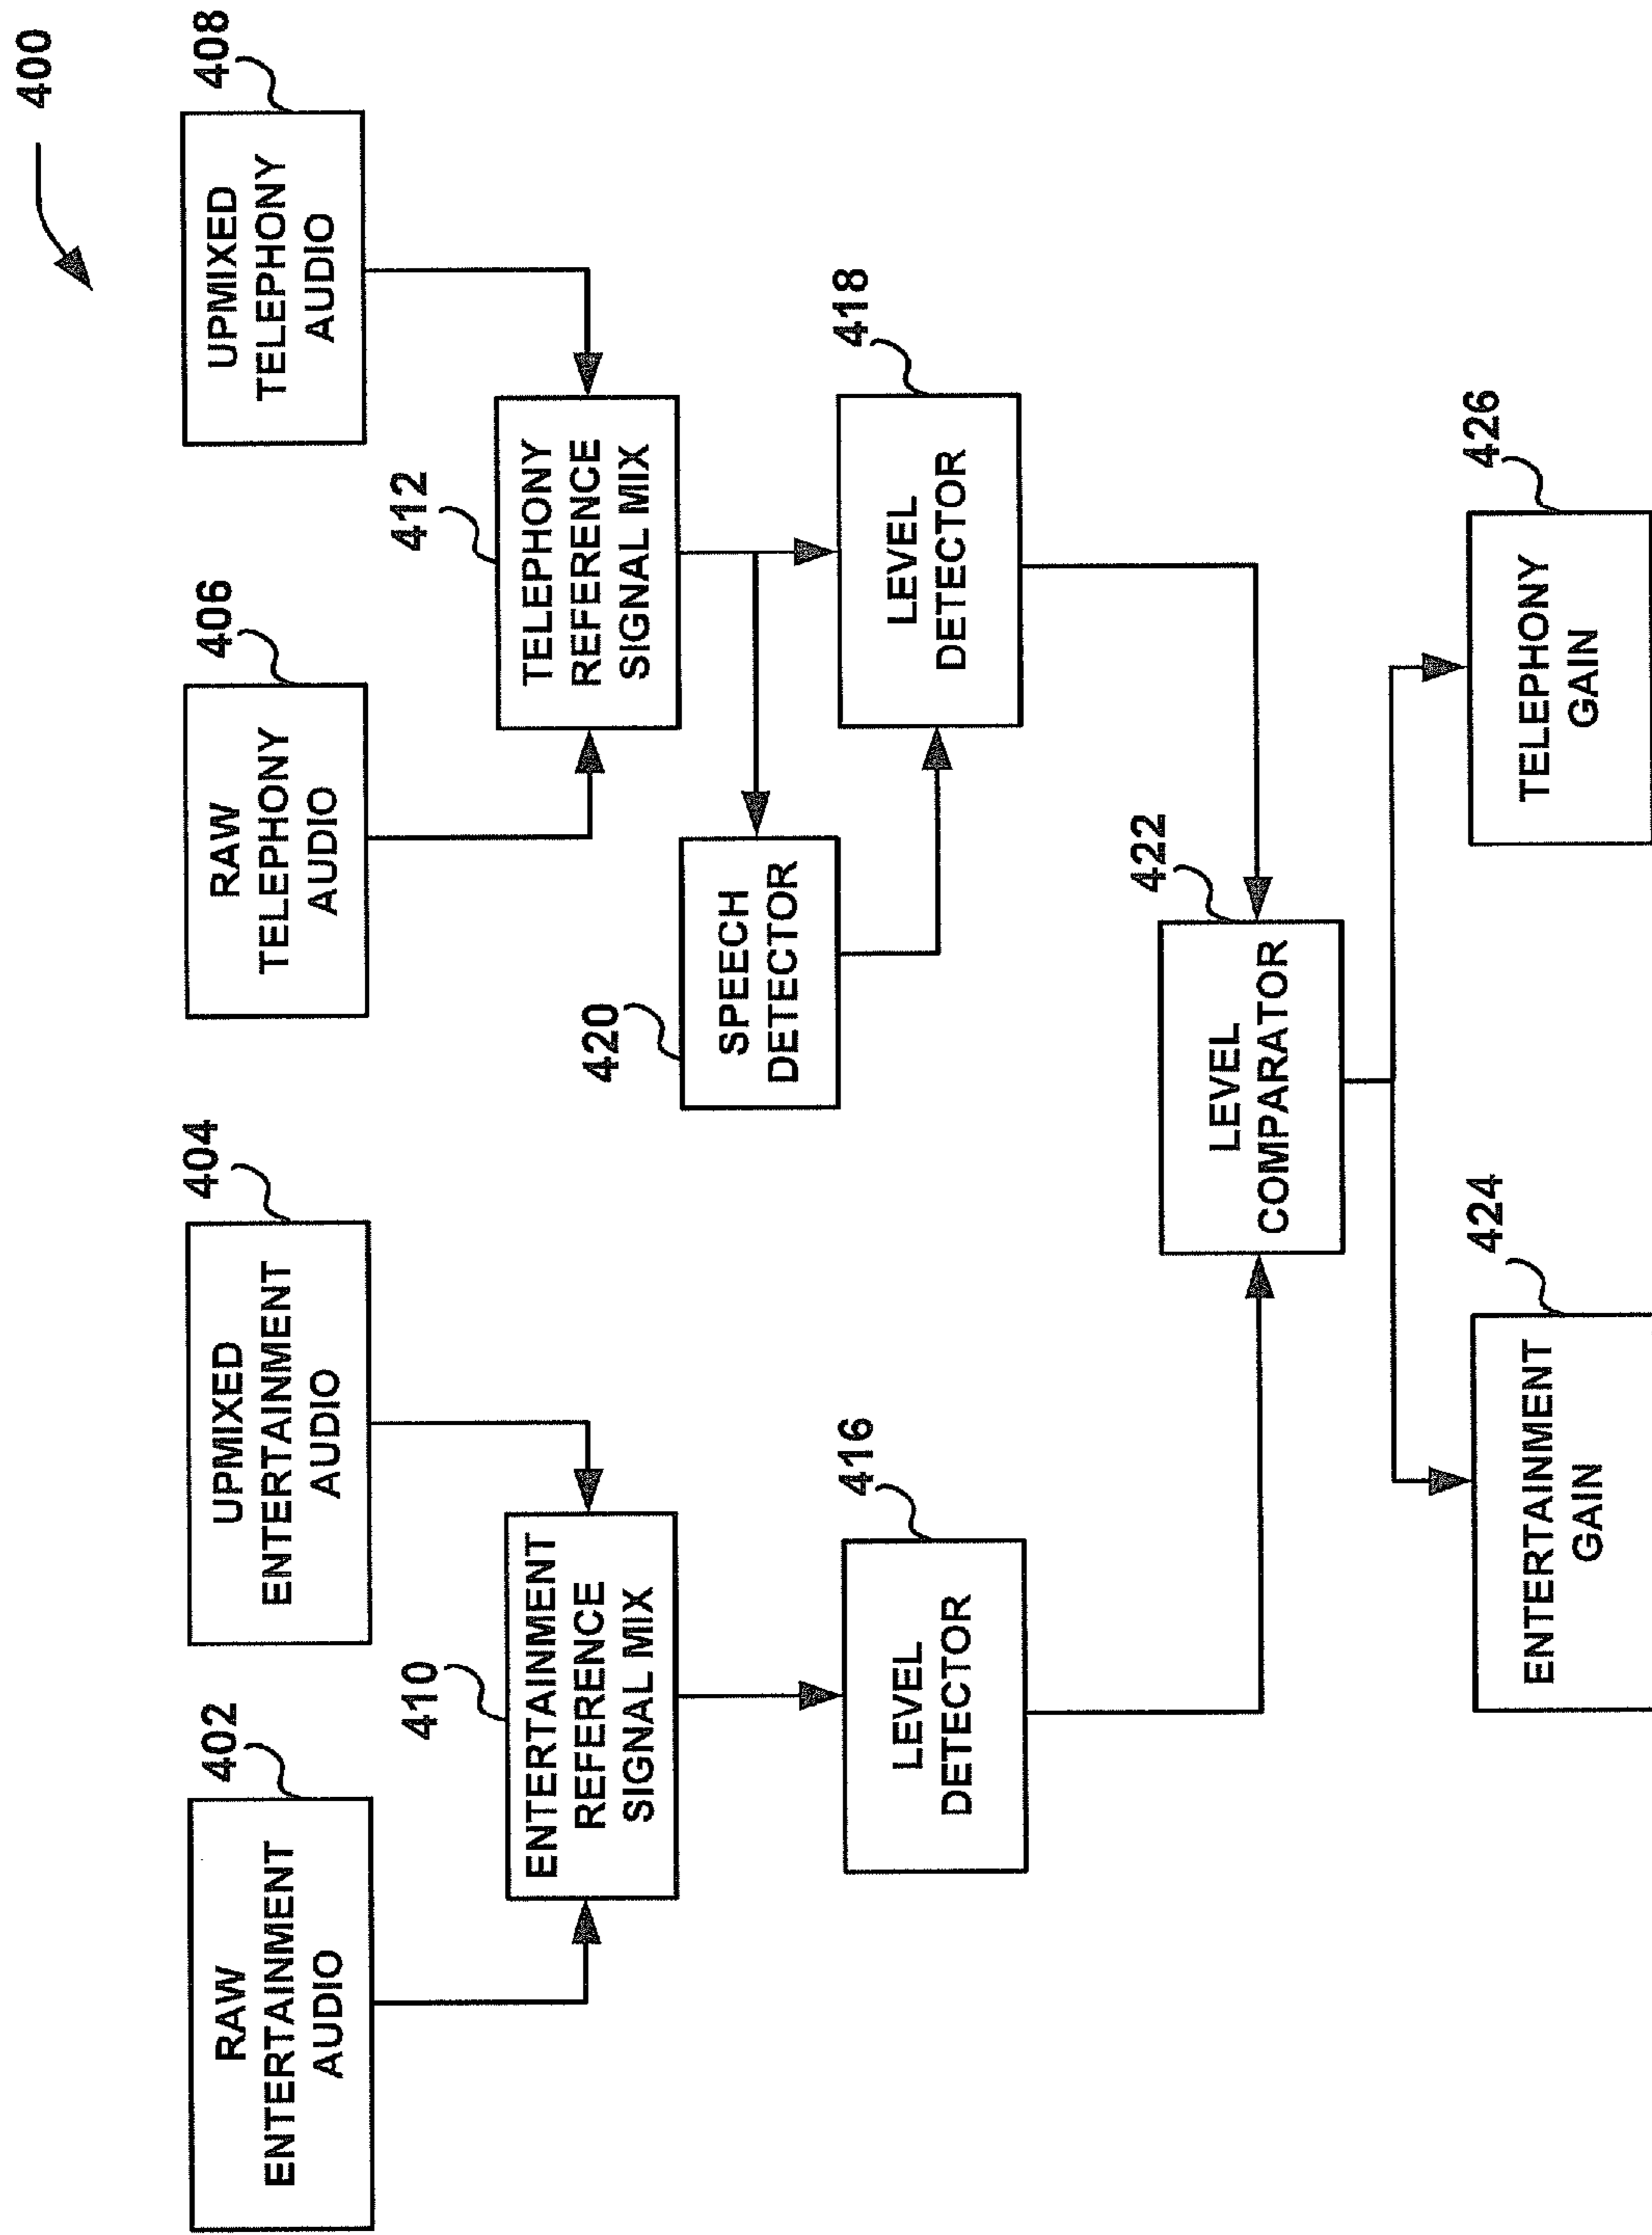 400
402
RAW
ENTERTAINMENT
AUDIO
404
UPMIXED
ENTERTAINMENT
AUDIO
406
RAW
TELEPHONY
AUDIO
408
UPMIXED
TELEPHONY
AUDIO
410
ENTERTAINMENT
REFERENCE
SIGNAL MIX
412
TELEPHONY
REFERENCE
SIGNAL MIX
420
SPEECH
DETECTOR
416
LEVEL
DETECTOR
418
LEVEL
DETECTOR
422
LEVEL
COMPARATOR
424
ENTERTAINMENT
GAIN
426
TELEPHONY
GAIN